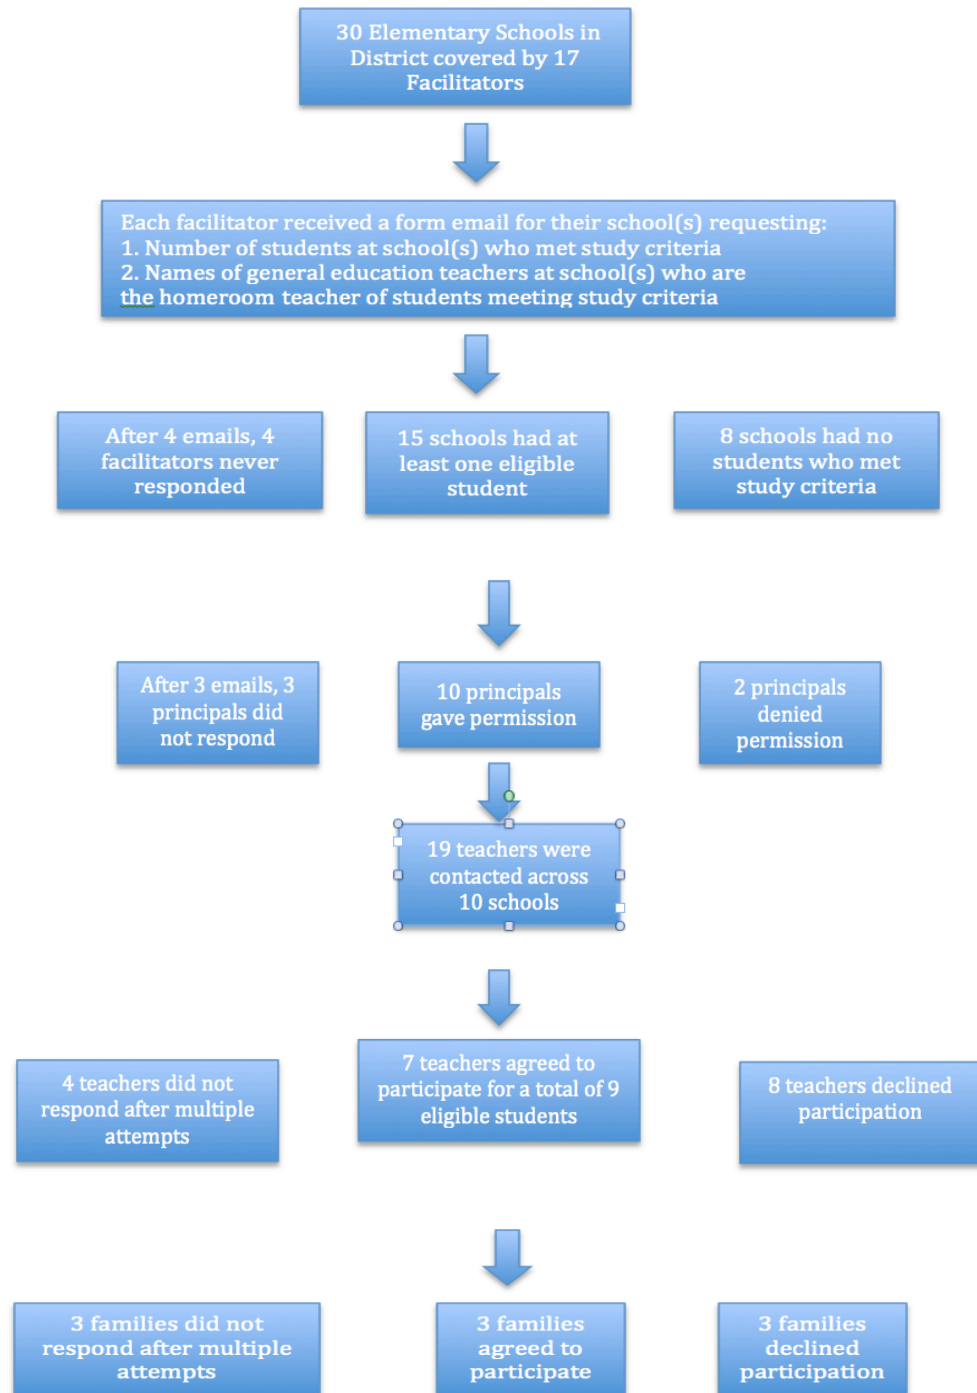 30 Elementary Schools in
District covered by 17
Facilitators
Each facilitator received a form email for their school(s) requesting:
1. Number of students at school(s) who met study criteria
2. Names of general education teachers at school(s) who are
the homeroom teacher of students meeting study criteria
After 4 emails, 4
facilitators never
responded
15 schools had at
least one eligible
student
8 schools had no
students who met
study criteria
After 3 emails, 3
principals did
not respond
10 principals
gave permission
2 principals
denied
permission
19 teachers were
contacted across
10 schools
4 teachers did not
respond after multiple
attempts
7 teachers agreed to
participate for a total of 9
eligible students
8 teachers declined
participation
3 families did not
respond after multiple
attempts
3 families
agreed to
participate
3 families
declined
participation